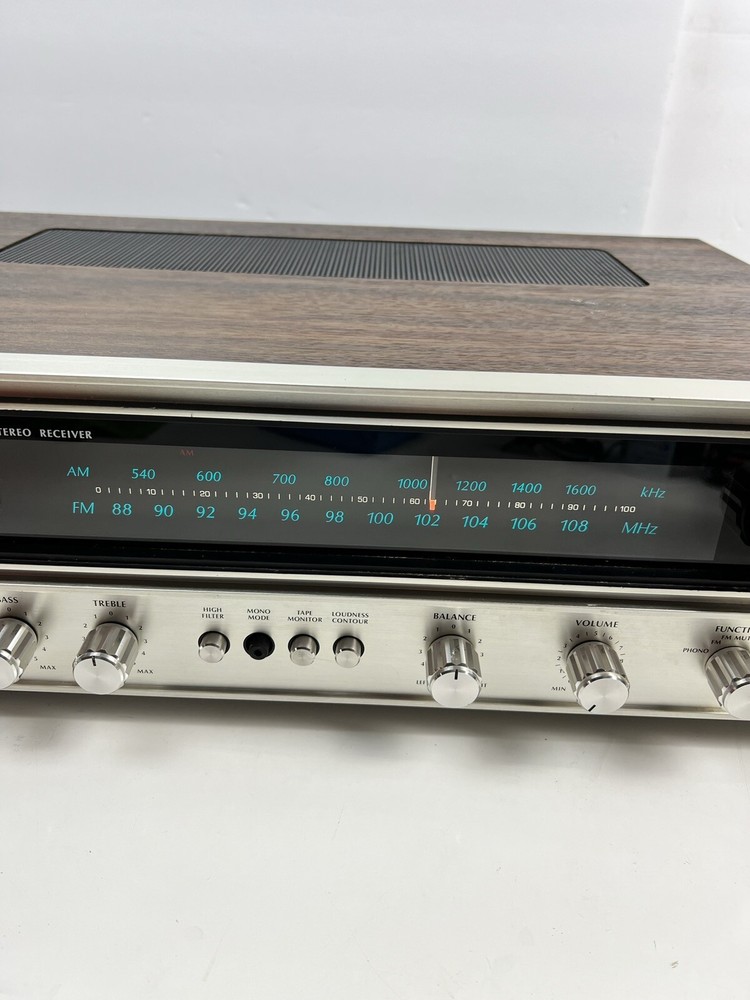 STEREO RECEIVER
AM
AM 540 600 700 800 1000 1200 1400 1600 kHz
0 10 20 30 40 50 60 70 80 90 100
FM 88 90 92 94 96 98 100 102 104 106 108 MHz
BASS
TREBLE
HIGH FILTER
MONO MODE
TAPE MONITOR
LOUDNESS CONTOUR
BALANCE
VOLUME
FUNCTI
FM MUT
FM
PHONO
MAX
MAX
MIN